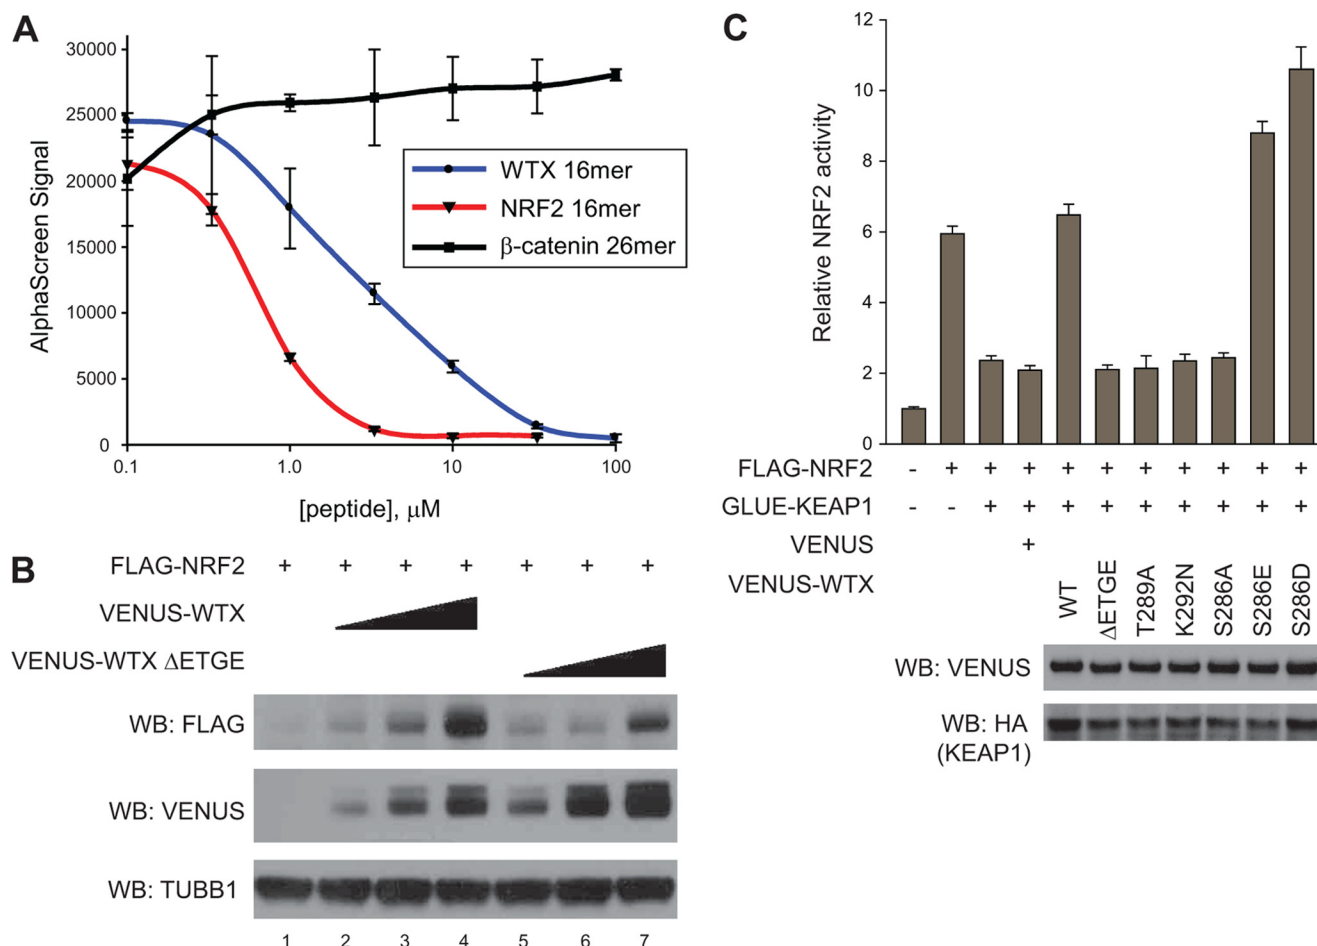 A
30000
25000
20000
15000
10000
5000
0
AlphaScreen Signal
0.1 1.0 10 100
[peptide], μM
WTX 16mer
NRF2 16mer
β-catenin 26mer
B
FLAG-NRF2 + + + + + + +
VENUS-WTX
VENUS-WTX ΔETGE
WB: FLAG
WB: VENUS
WB: TUBB1
1 2 3 4 5 6 7
C
12
10
8
6
4
2
0
Relative NRF2 activity
FLAG-NRF2 - + + + + + + + + + +
GLUE-KEAP1 - - + + + + + + + + +
VENUS +
VENUS-WTX WT ΔETGE T289A K292N S286A S286E S286D
WB: VENUS
WB: HA
(KEAP1)